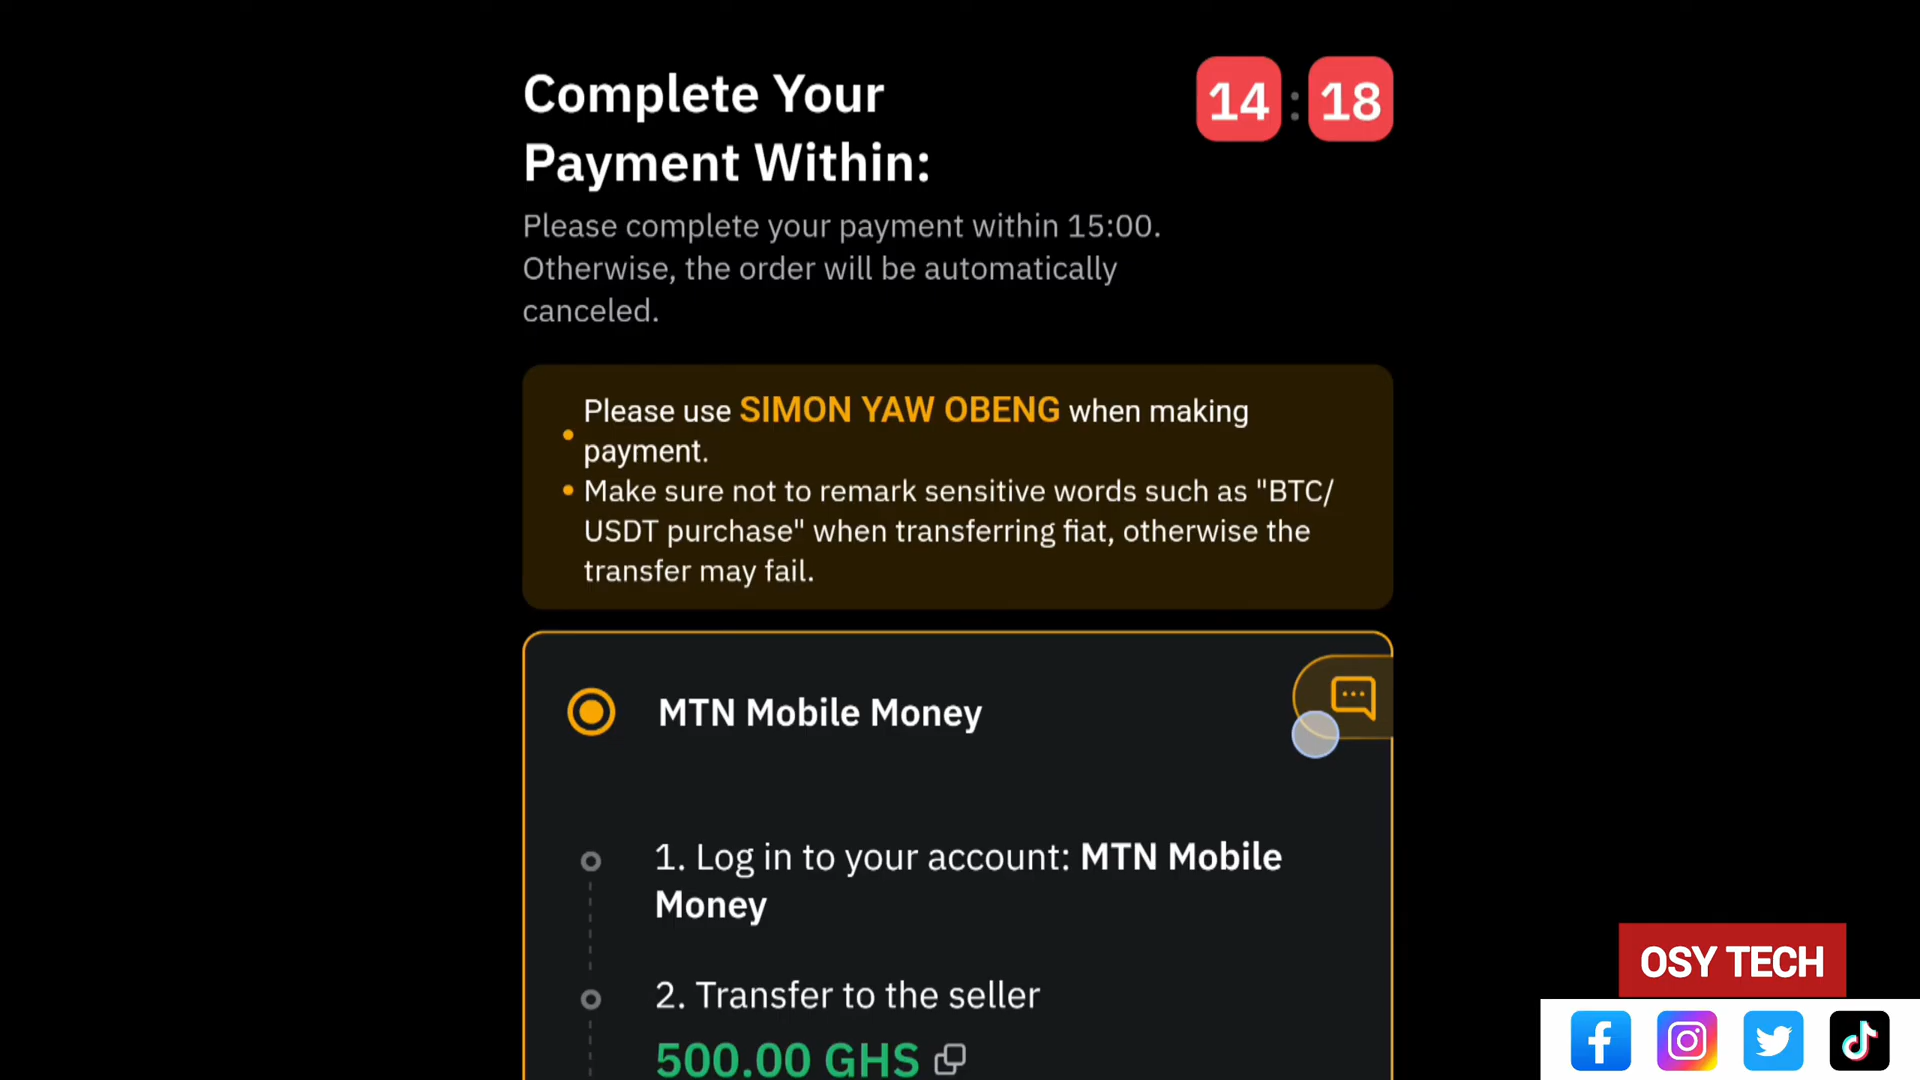 Complete Your
Payment Within:
14 : 18
Please complete your payment within 15:00.
Otherwise, the order will be automatically
canceled.
Please use SIMON YAW OBENG when making
payment.
Make sure not to remark sensitive words such as "BTC/
USDT purchase" when transferring fiat, otherwise the
transfer may fail.
MTN Mobile Money
1. Log in to your account: MTN Mobile
Money
2. Transfer to the seller
500.00 GHS
OSY TECH